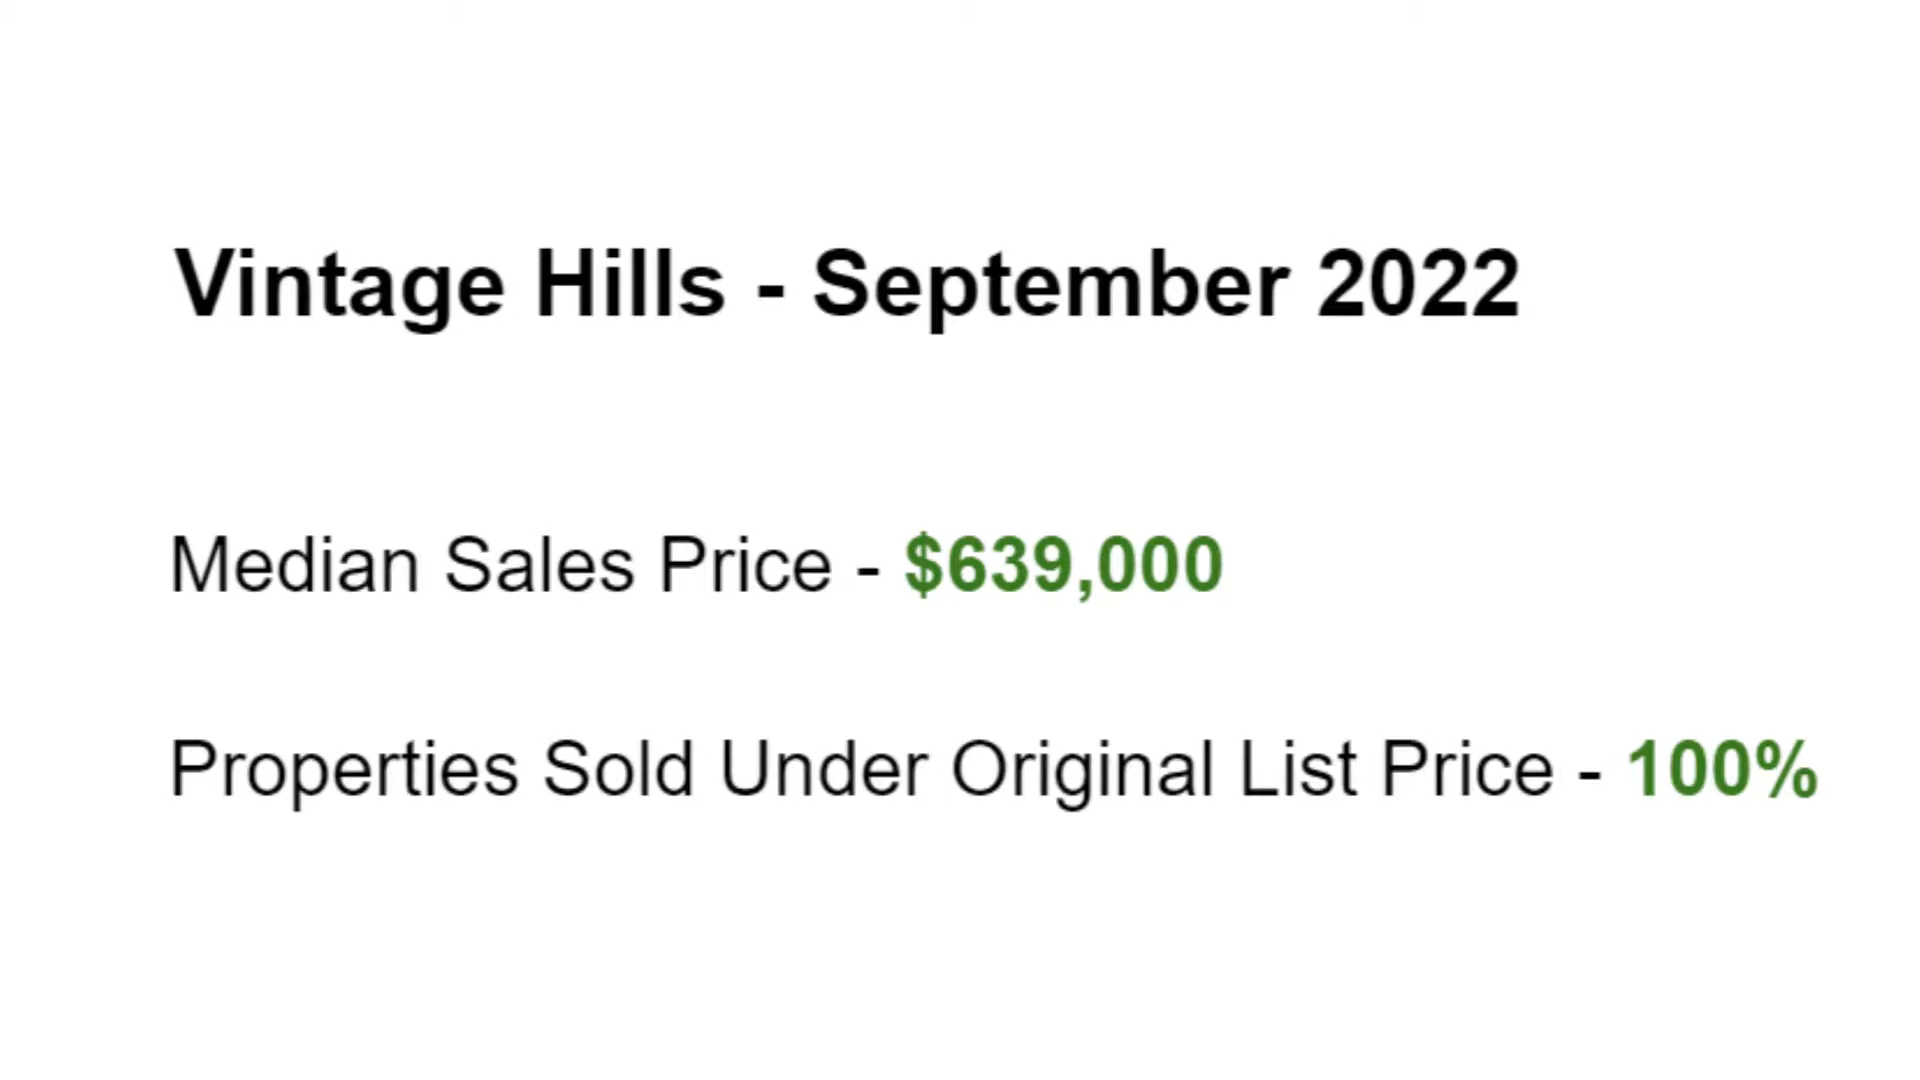 Vintage Hills - September 2022
Median Sales Price - $639,000
Properties Sold Under Original List Price - 100%